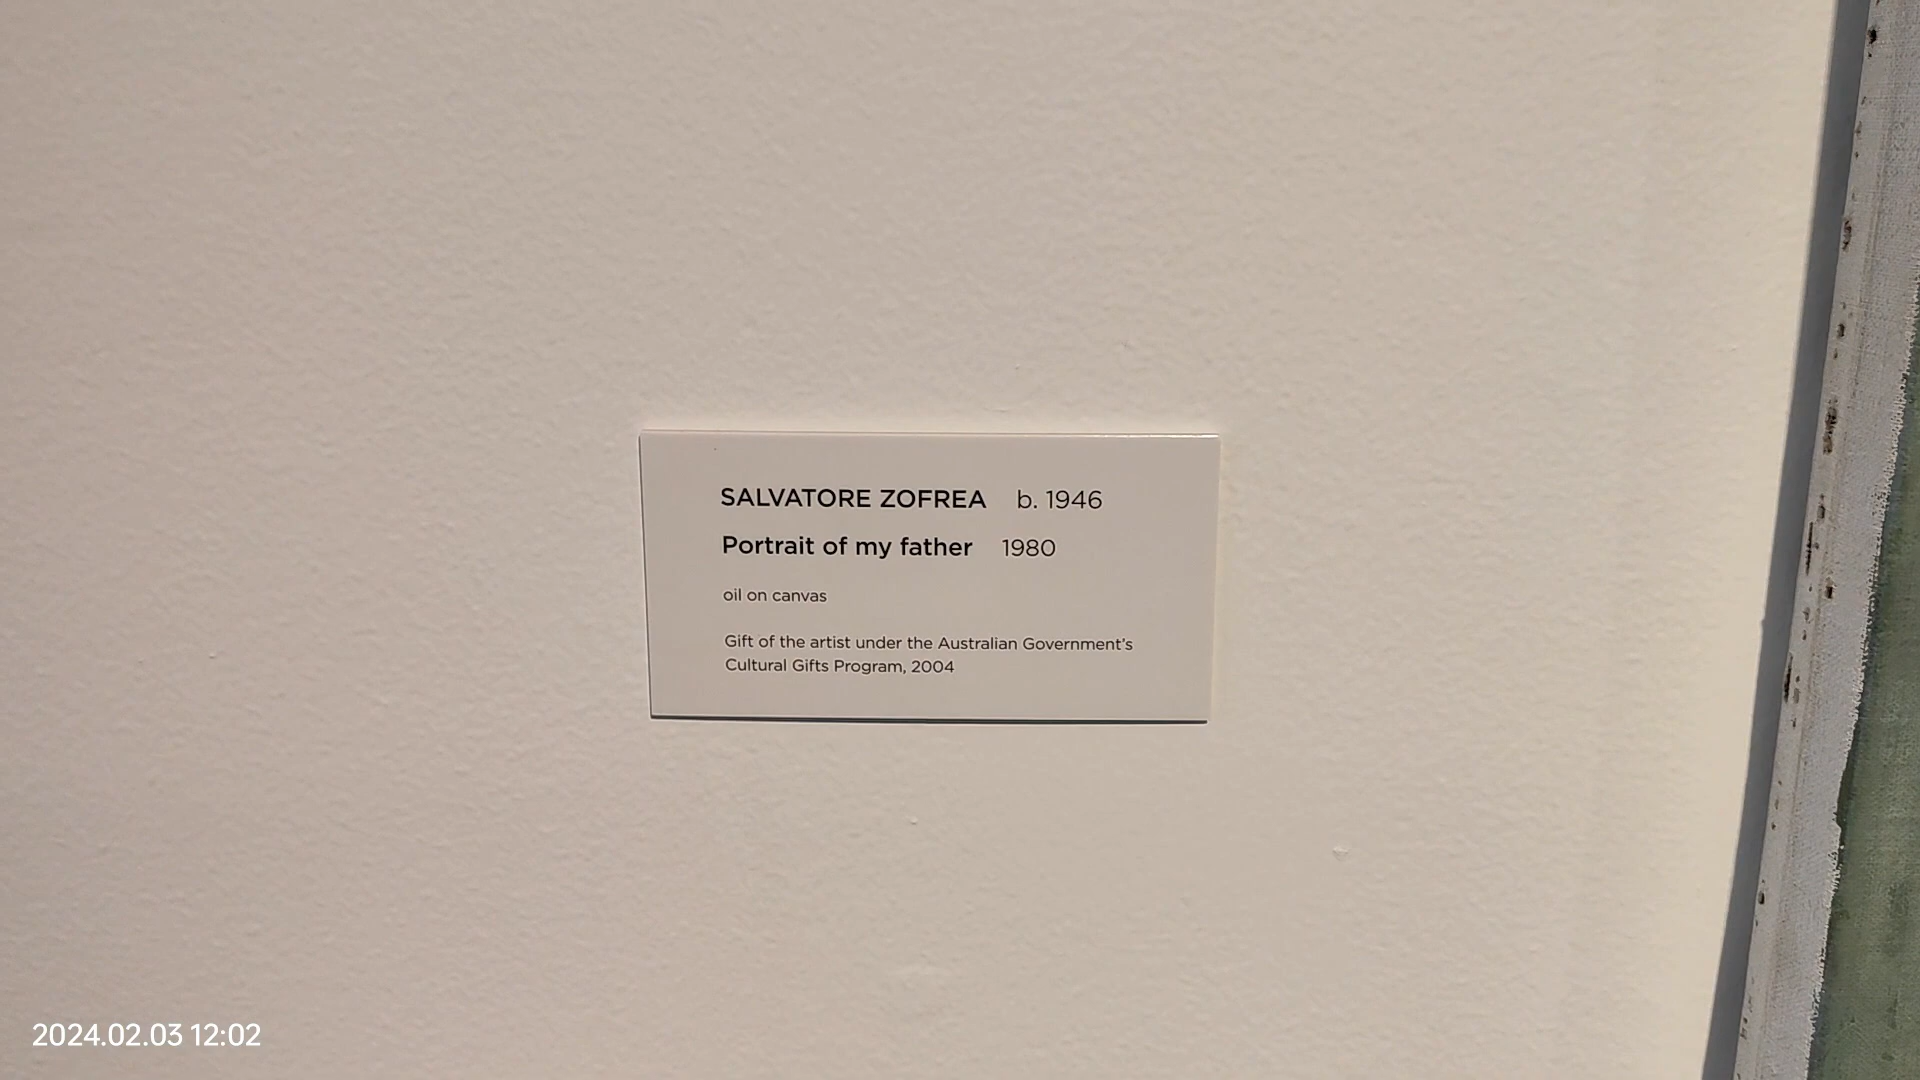 SALVATORE ZOFREA b. 1946
Portrait of my father 1980
oil on canvas
Gift of the artist under the Australian Government's
Cultural Gifts Program, 2004
2024.02.03 12:02